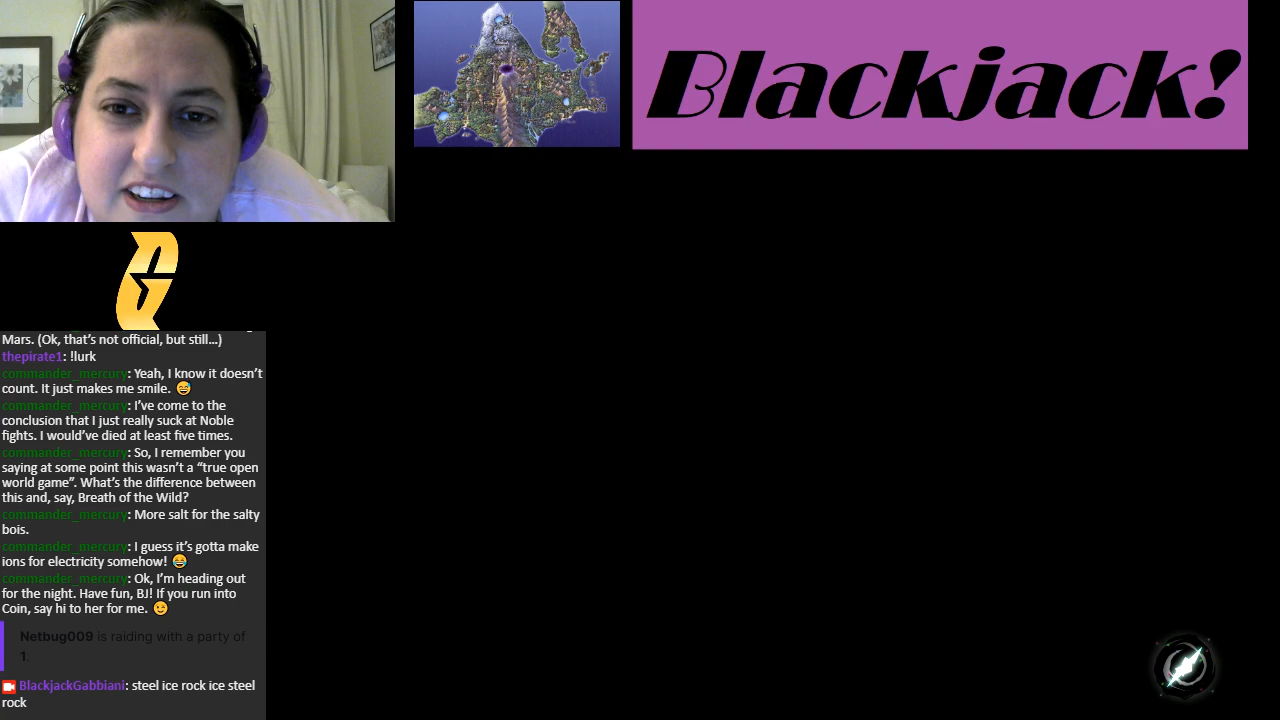 Blackjack!
Mars. (Ok, that's not official, but still...)
thepirate1: !lurk
commander_mercury: Yeah, I know it doesn't
count. It just makes me smile. 😅
commander_mercury: I've come to the
conclusion that I just really suck at Noble
fights. I would've died at least five times.
commander_mercury: So, I remember you
saying at some point this wasn't a “true open
world game”. What's the difference between
this and, say, Breath of the Wild?
commander_mercury: More salt for the salty
bois.
commander_mercury: I guess it's gotta make
ions for electricity somehow! 😂
commander_mercury: Ok, I'm heading out
for the night. Have fun, BJ! If you run into
Coin, say hi to her for me. 😉
Netbug009 is raiding with a party of
1.
BlackjackGabbiani: steel ice rock ice steel
rock